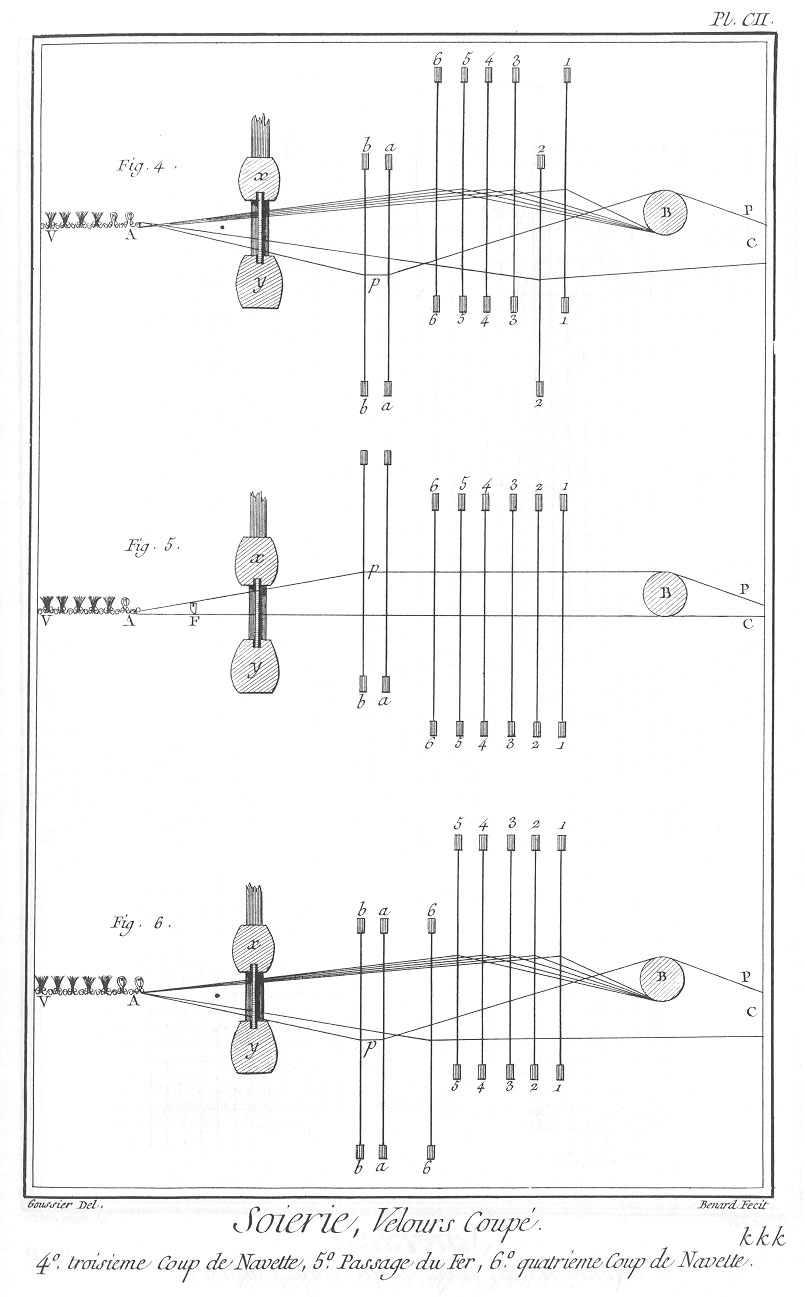 Pl. CII.
6 5 4 3 1
b a 2
Fig. 4.
x
B P
V A C
y p
6 5 4 3 1
b a 2
6 5 4 3 2 1
Fig. 5.
x
p
B P
V A F C
y
b a
6 5 4 3 2 1
5 4 3 2 1
b a 6
Fig. 6.
x
B P
V A C
y p
5 4 3 2 1
b a 6
Goussier Del. Benard Fecit
Soierie, Velours Coupé.
kkk
4º. troisieme Coup de Navette, 5º. Passage du Fer, 6º. quatrieme Coup de Navette.